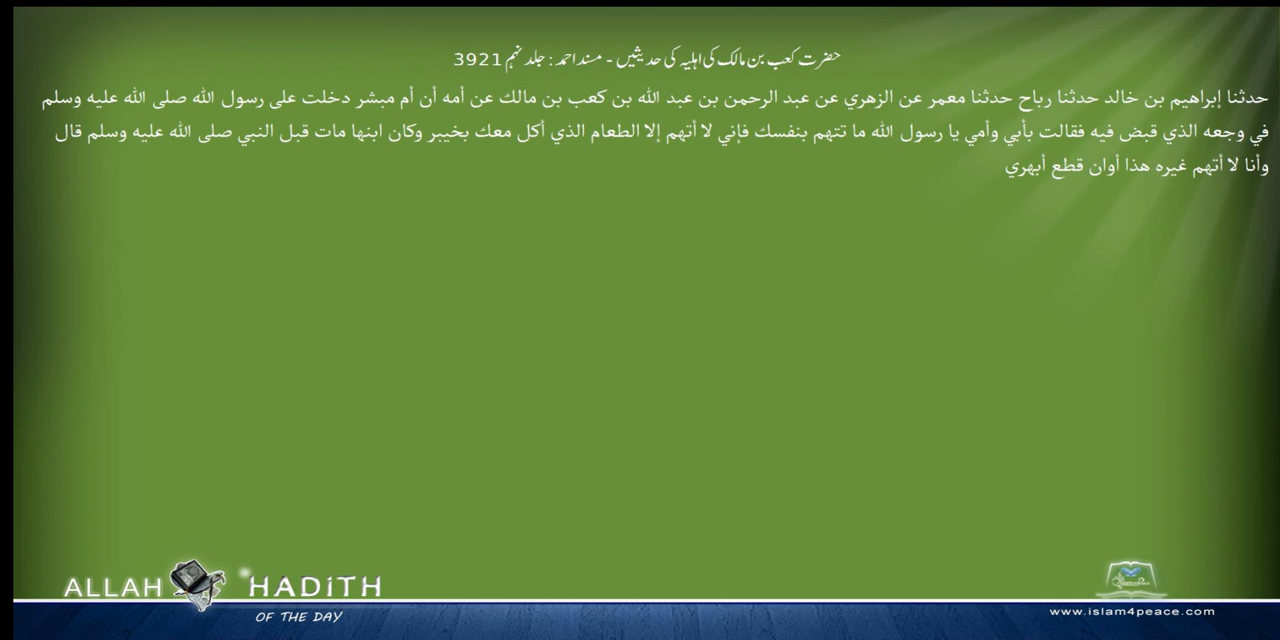 حضرت کعب بن مالک کی اہلیہ کی حدیثیں - مسند احمد : جلد نہم 3921
حدثنا إبراهيم بن خالد حدثنا رباح حدثنا معمر عن الزهري عن عبد الرحمن بن عبد الله بن كعب بن مالك عن أمه أن أم مبشر دخلت على رسول الله صلى الله عليه وسلم
في وجعه الذي قبض فيه فقالت بأبي وأمي يا رسول الله ما تتهم بنفسك فإني لا أتهم إلا الطعام الذي أكل معك بخيبر وكان ابنها مات قبل النبي صلى الله عليه وسلم قال
وأنا لا أتهم غيره هذا أوان قطع أبهري
ALLAH HADiTH
OF THE DAY
www.islam4peace.com